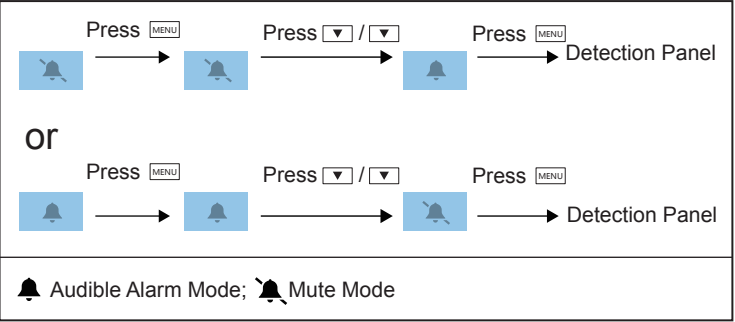 Press MENU Press ▼ / ▼ Press MENU
Detection Panel
or
Press MENU Press ▼ / ▼ Press MENU
Detection Panel
Audible Alarm Mode; Mute Mode